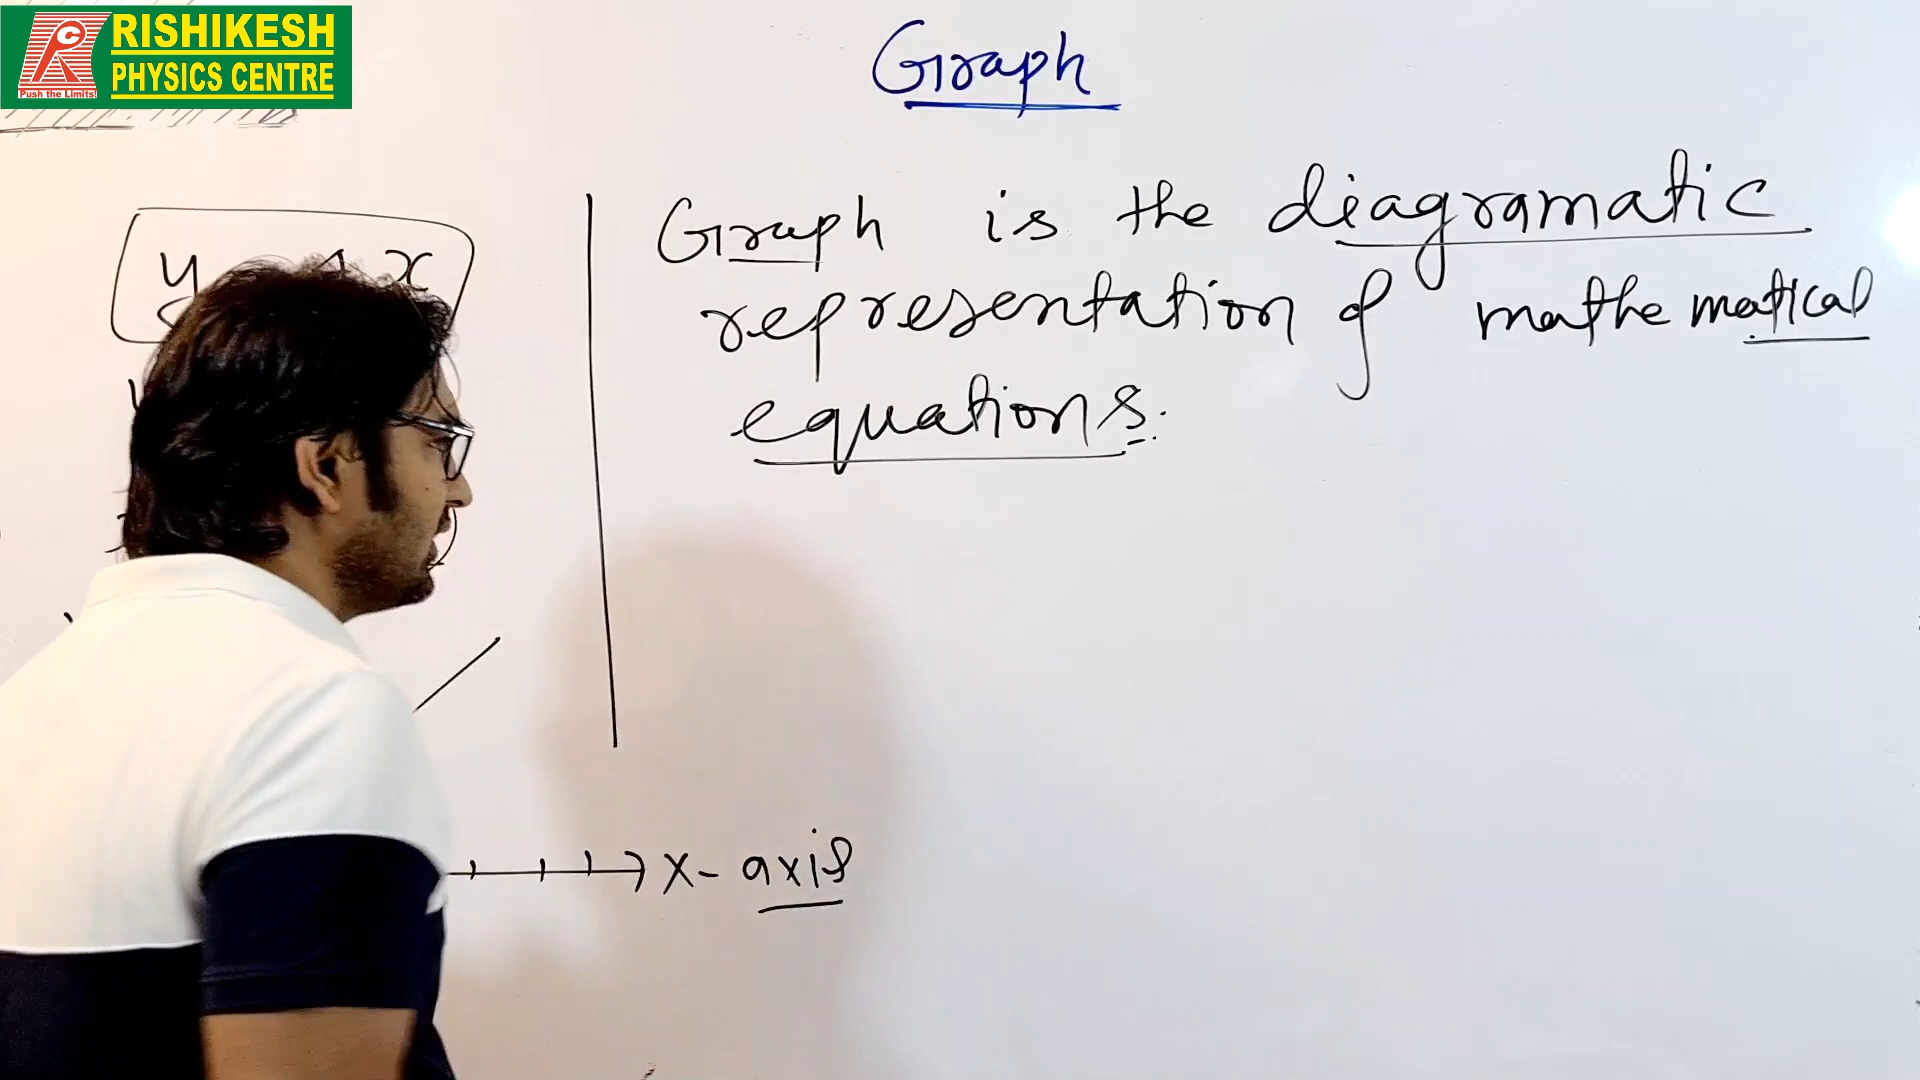 RISHIKESH
PHYSICS CENTRE
Push the Limits!
Graph
Graph is the diagramatic
representation of mathematical
equations.
y x
X- axis